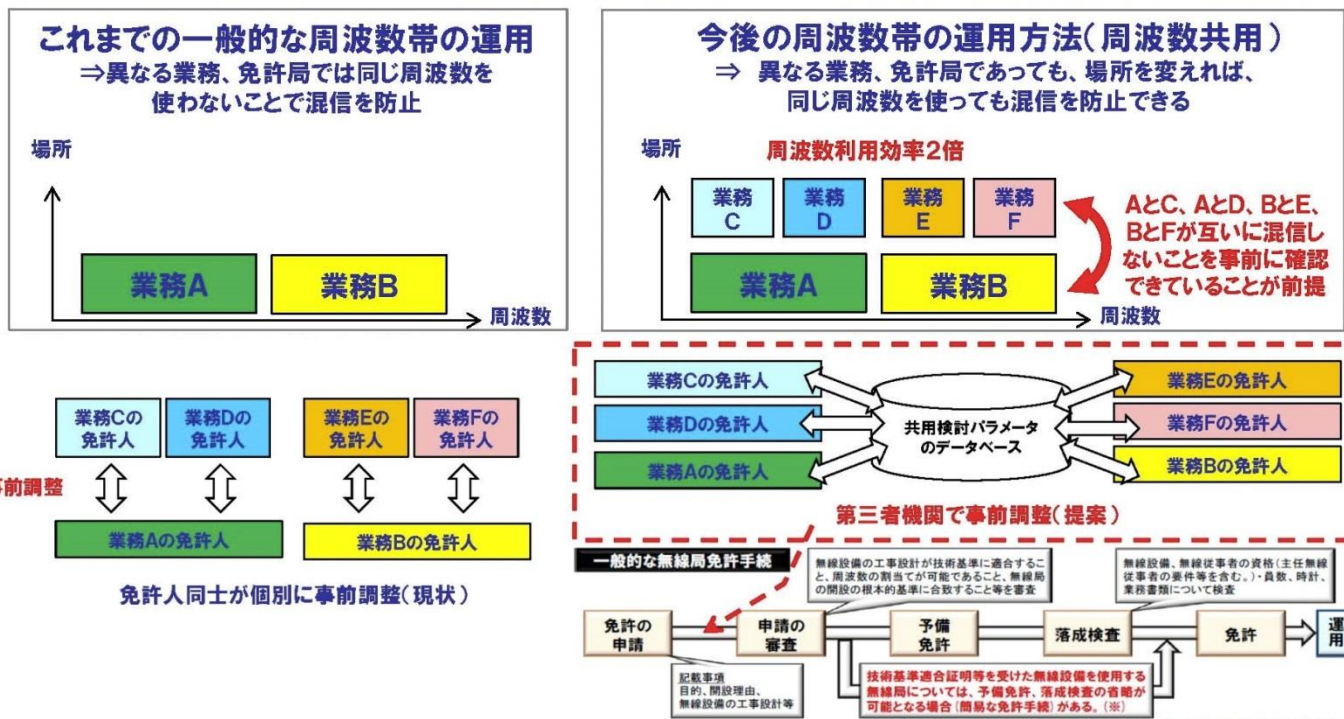 これまでの一般的な周波数帯の運用
⇒異なる業務、免許局では同じ周波数を
使わないことで混信を防止
場所
業務A
業務B
周波数
今後の周波数帯の運用方法(周波数共用)
⇒ 異なる業務、免許局であっても、場所を変えれば、
同じ周波数を使っても混信を防止できる
場所
周波数利用効率2倍
業務
C
業務
D
業務
E
業務
F
業務A
業務B
周波数
AとC、AとD、BとE、
BとFが互いに混信し
ないことを事前に確認
できていることが前提
業務Cの
免許人
業務Dの
免許人
業務Eの
免許人
業務Fの
免許人
前調整
業務Aの免許人
業務Bの免許人
免許人同士が個別に事前調整(現状)
業務Cの免許人
業務Dの免許人
業務Aの免許人
共用検討パラメータ
のデータベース
業務Eの免許人
業務Fの免許人
業務Bの免許人
第三者機関で事前調整(提案)
一般的な無線局免許手続
無線設備の工事設計が技術基準に適合するこ
と、周波数の割当てが可能であること、無線局
の開設の根本的基準に合致すること等を審査
無線設備、無線従事者の資格(主任無線
従事者の要件等を含む。)・員数、時計、
業務書類について検査
免許の
申請
申請の
審査
予備
免許
落成検査
免許
運
用
記載事項
目的、開設理由、
無線設備の工事設計等
技術基準適合証明等を受けた無線設備を使用する
無線局については、予備免許、落成検査の省略が
可能となる場合(簡易な免許手続)がある。(※)